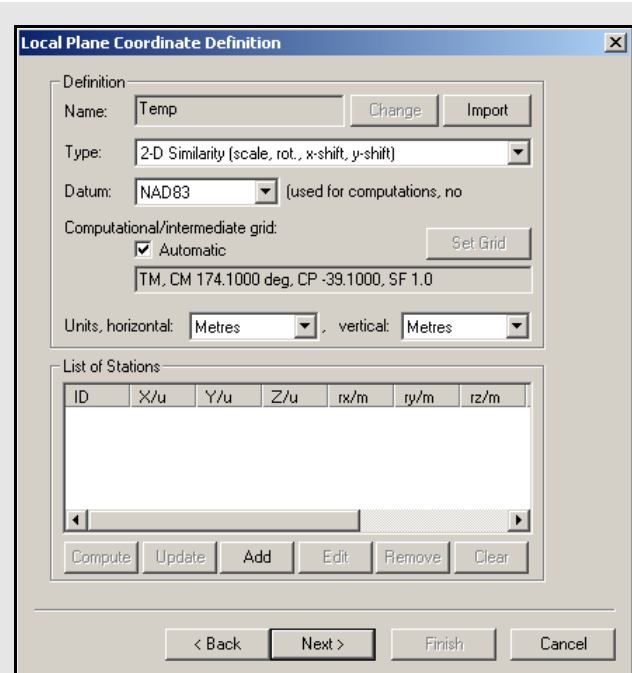 Local Plane Coordinate Definition
Definition
Name: Temp Change Import
Type: 2-D Similarity (scale, rot., x-shift, y-shift)
Datum: NAD83 (used for computations, no
Computational/intermediate grid:
Automatic Set Grid
TM, CM 174.1000 deg, CP -39.1000, SF 1.0
Units, horizontal: Metres , vertical: Metres
List of Stations
ID X/u Y/u Z/u rx/m ry/m rz/m
Compute Update Add Edit Remove Clear
< Back Next > Finish Cancel